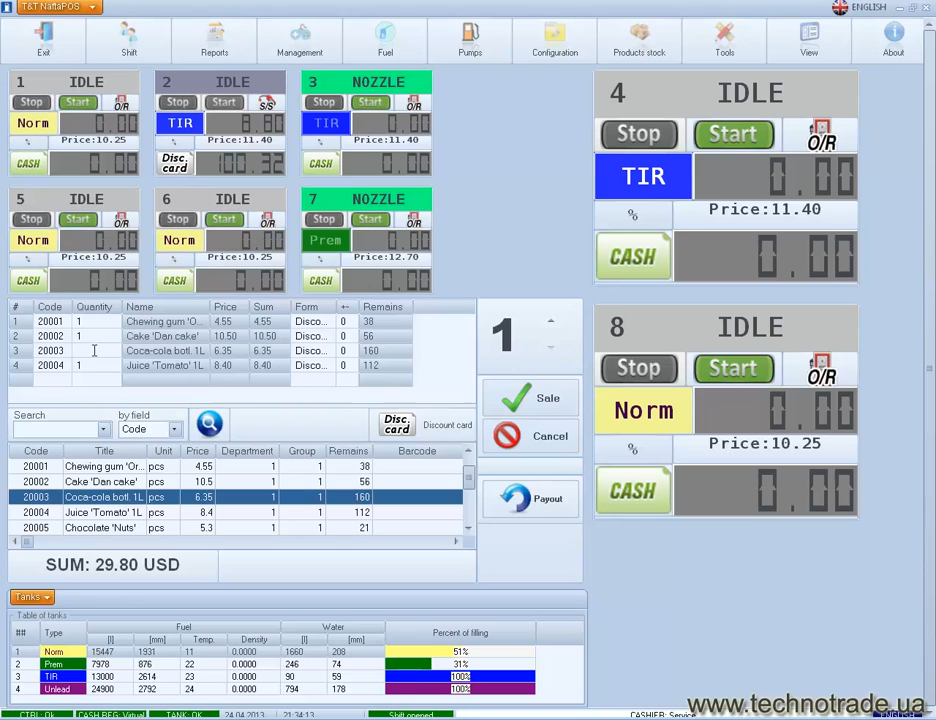 T&T NaftaPOS
ENGLISH
Exit Shift Reports Management Fuel Pumps Configuration Products stock Tools View About
1 IDLE
Stop Start O/R
Norm 0.00
% Price:10.25
CASH 0.00
2 IDLE
Stop Start S/S
TIR 8.80
% Price:11.40
Disc. card 100.32
3 NOZZLE
Stop Start O/R
TIR 0.00
% Price:11.40
CASH 0.00
4 IDLE
Stop Start O/R
TIR 0.00
% Price:11.40
CASH 0.00
5 IDLE
Stop Start O/R
Norm 0.00
% Price:10.25
CASH 0.00
6 IDLE
Stop Start O/R
Norm 0.00
% Price:10.25
CASH 0.00
7 NOZZLE
Stop Start O/R
Prem 0.00
% Price:12.70
CASH 0.00
8 IDLE
Stop Start O/R
Norm 0.00
% Price:10.25
CASH 0.00
# Code Quantity Name Price Sum Form +- Remains
1 20001 1 Chewing gum 'O... 4.55 4.55 Disco... 0 38
2 20002 1 Cake 'Dan cake' 10.50 10.50 Disco... 0 56
3 20003 Coca-cola botl. 1L 6.35 6.35 Disco... 0 160
4 20004 1 Juice 'Tomato' 1L 8.40 8.40 Disco... 0 112
1
Sale
Cancel
Payout
Search by field
Code
Disc. card Discount card
Code Title Unit Price Department Group Remains Barcode
20001 Chewing gum 'Or... pcs 4.55 1 1 38
20002 Cake 'Dan cake' pcs 10.5 1 1 56
20003 Coca-cola botl. 1L pcs 6.35 1 1 160
20004 Juice 'Tomato' 1L pcs 8.4 1 1 112
20005 Chocolate 'Nuts' pcs 5.3 1 1 21
SUM: 29.80 USD
Tanks
Table of tanks
## Type Fuel Water Percent of filling
[l] [mm] Temp. Density [l] [mm]
1 Norm 15447 1931 11 0.0000 1660 208 51%
2 Prem 7978 876 22 0.0000 246 74 31%
3 TIR 13000 2614 23 0.0000 90 59 100%
4 Unlead 24900 2792 24 0.0000 794 178 100%
www.technotrade.ua
CTRL: OK CASH REG: Virtual TANK: OK 24.04.2013 21:34:13 Shift opened CASHIER: Service ENGLISH